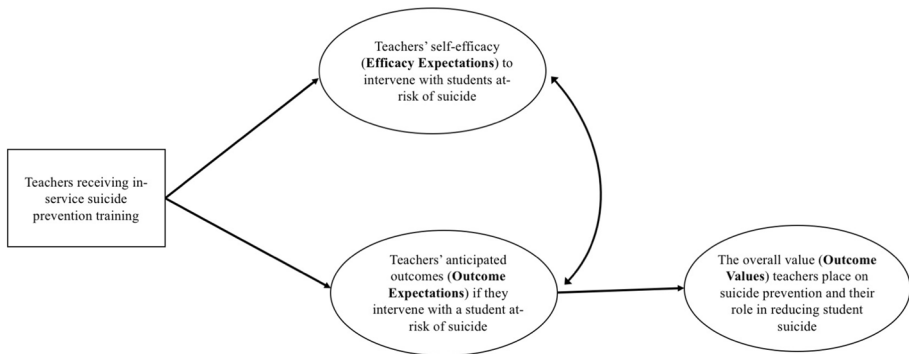 Teachers' self-efficacy
(Efficacy Expectations) to
intervene with students at-
risk of suicide
Teachers receiving in-
service suicide
prevention training
Teachers' anticipated
outcomes (Outcome
Expectations) if they
intervene with a student at-
risk of suicide
The overall value (Outcome
Values) teachers place on
suicide prevention and their
role in reducing student
suicide